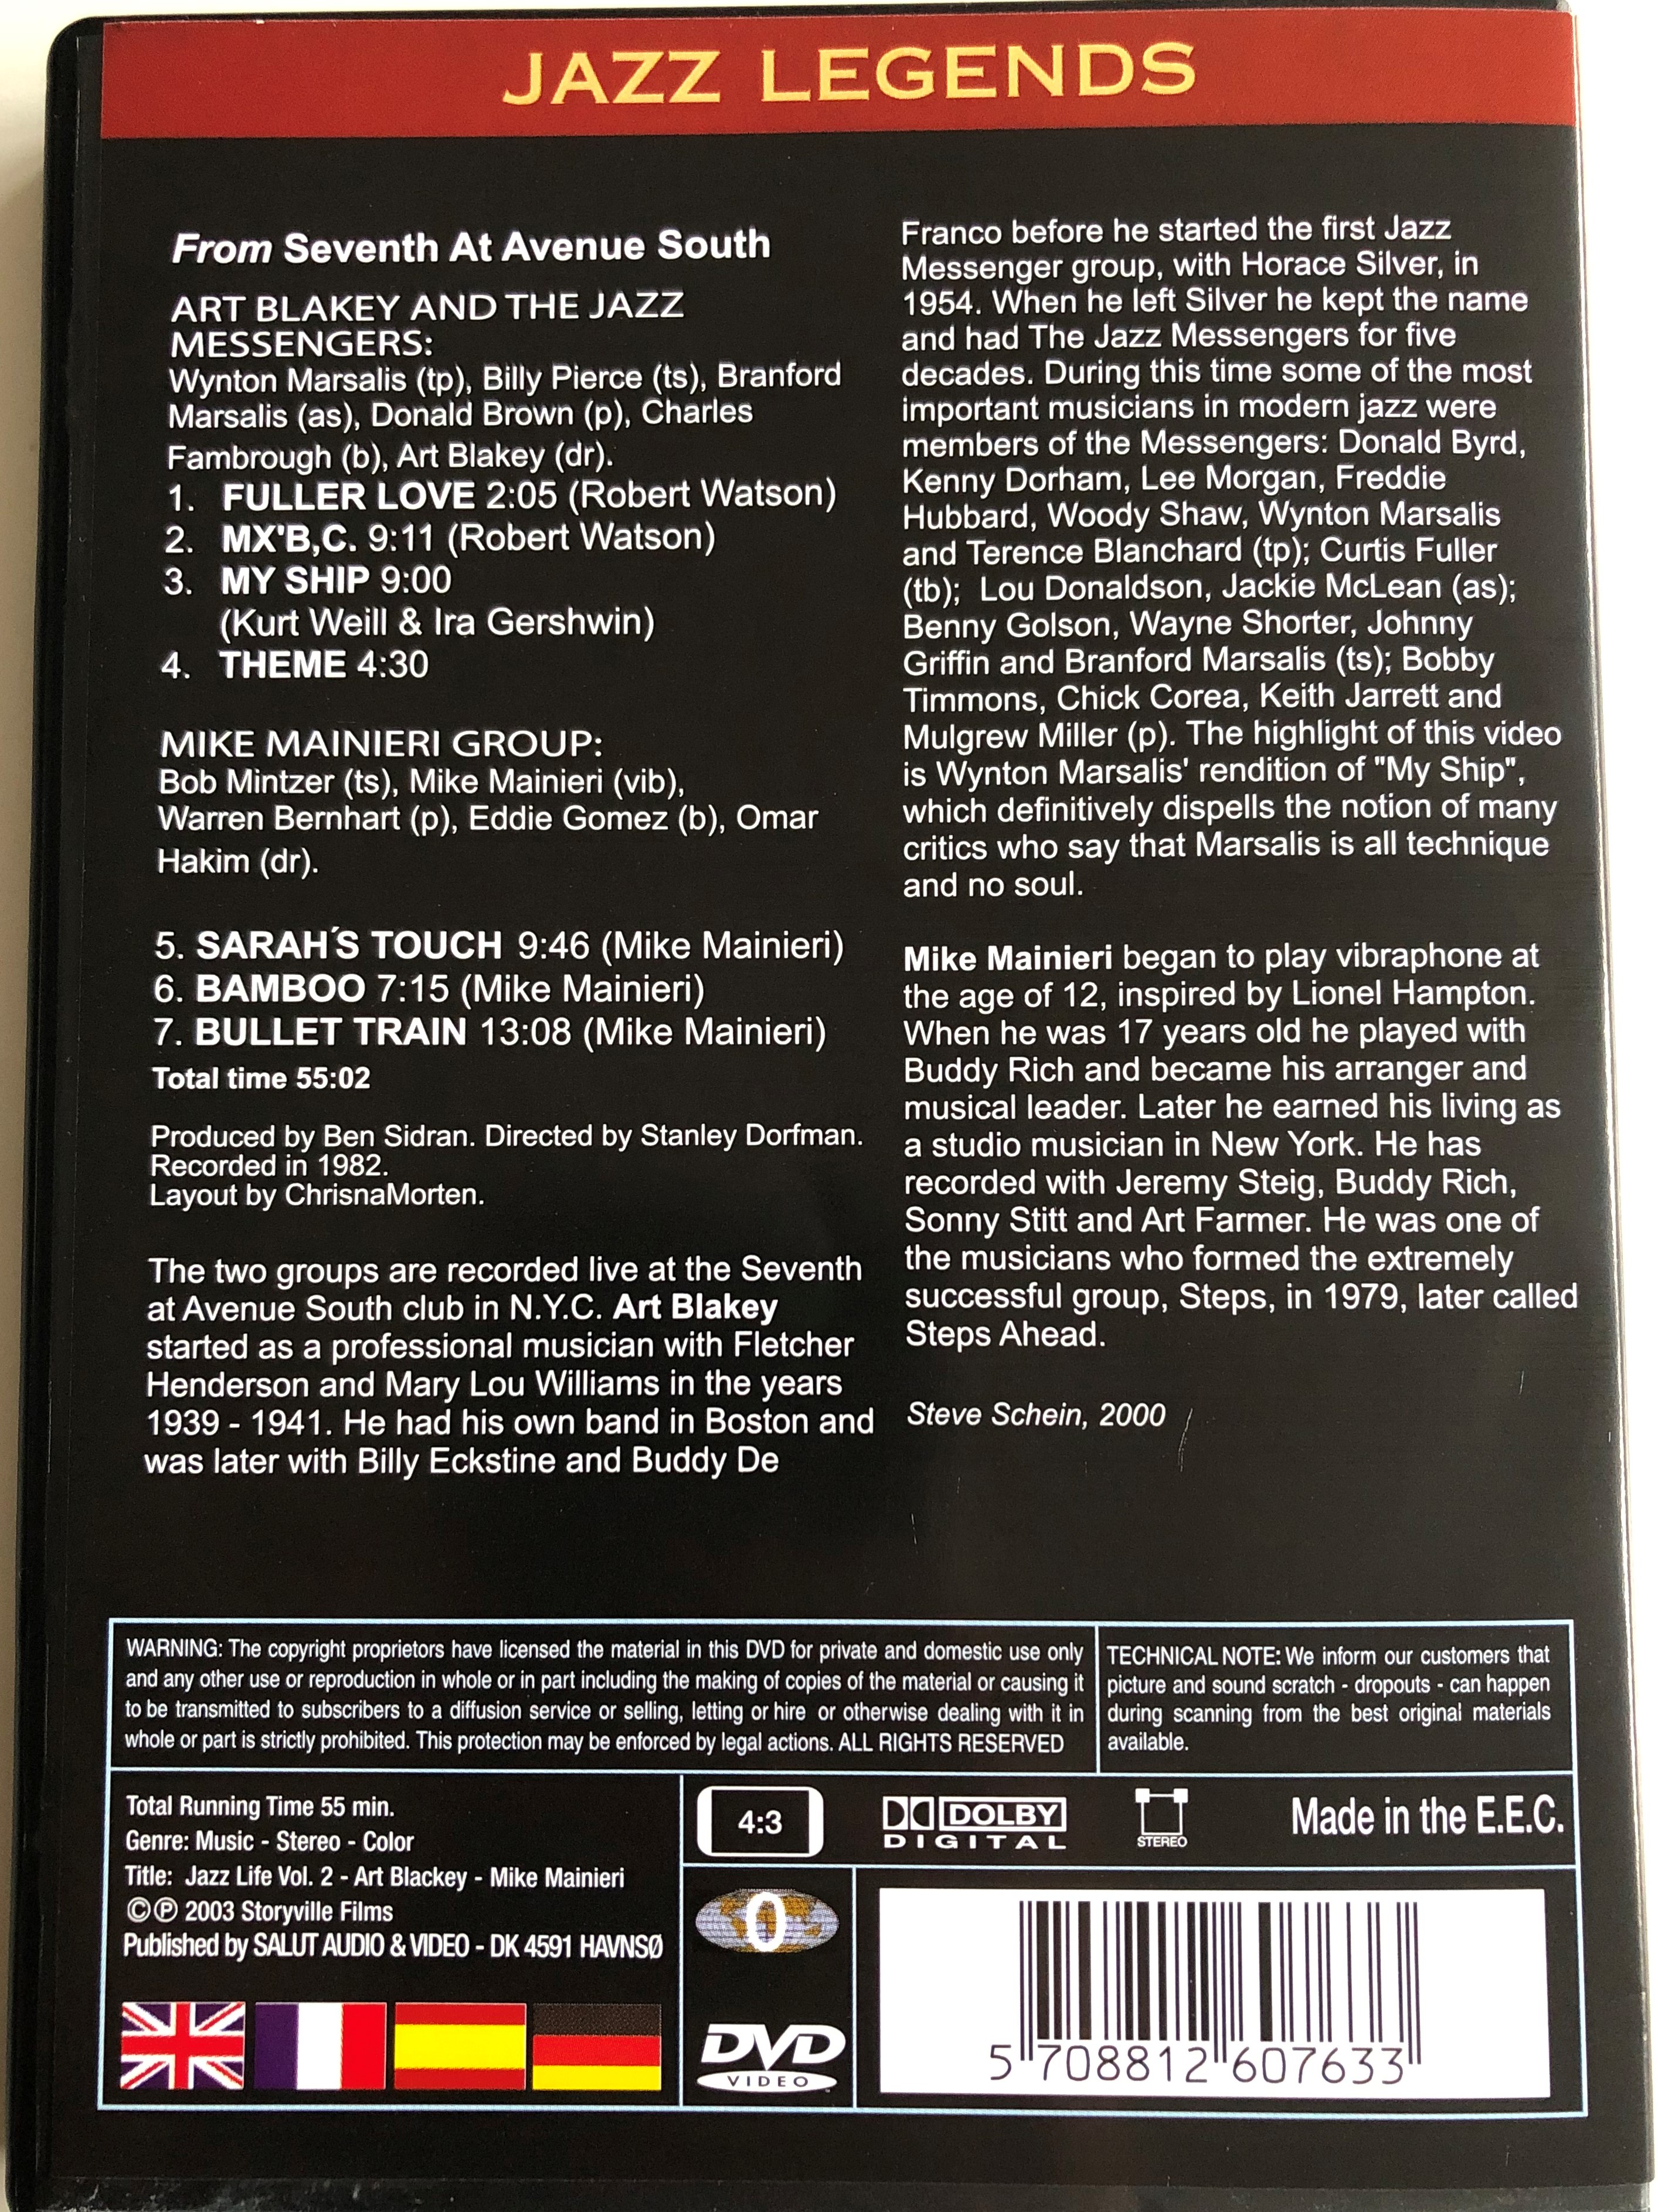 JAZZ LEGENDS
From Seventh At Avenue South
ART BLAKEY AND THE JAZZ
MESSENGERS:
Wynton Marsalis (tp), Billy Pierce (ts), Branford
Marsalis (as), Donald Brown (p), Charles
Fambrough (b), Art Blakey (dr).
1. FULLER LOVE 2:05 (Robert Watson)
2. MX'B,C. 9:11 (Robert Watson)
3. MY SHIP 9:00
(Kurt Weill & Ira Gershwin)
4. THEME 4:30
MIKE MAINIERI GROUP:
Bob Mintzer (ts), Mike Mainieri (vib),
Warren Bernhart (p), Eddie Gomez (b), Omar
Hakim (dr).
5. SARAH´S TOUCH 9:46 (Mike Mainieri)
6. BAMBOO 7:15 (Mike Mainieri)
7. BULLET TRAIN 13:08 (Mike Mainieri)
Total time 55:02
Produced by Ben Sidran. Directed by Stanley Dorfman.
Recorded in 1982.
Layout by ChrisnaMorten.
The two groups are recorded live at the Seventh
at Avenue South club in N.Y.C. Art Blakey
started as a professional musician with Fletcher
Henderson and Mary Lou Williams in the years
1939 - 1941. He had his own band in Boston and
was later with Billy Eckstine and Buddy De
Franco before he started the first Jazz
Messenger group, with Horace Silver, in
1954. When he left Silver he kept the name
and had The Jazz Messengers for five
decades. During this time some of the most
important musicians in modern jazz were
members of the Messengers: Donald Byrd,
Kenny Dorham, Lee Morgan, Freddie
Hubbard, Woody Shaw, Wynton Marsalis
and Terence Blanchard (tp); Curtis Fuller
(tb); Lou Donaldson, Jackie McLean (as);
Benny Golson, Wayne Shorter, Johnny
Griffin and Branford Marsalis (ts); Bobby
Timmons, Chick Corea, Keith Jarrett and
Mulgrew Miller (p). The highlight of this video
is Wynton Marsalis' rendition of "My Ship",
which definitively dispells the notion of many
critics who say that Marsalis is all technique
and no soul.
Mike Mainieri began to play vibraphone at
the age of 12, inspired by Lionel Hampton.
When he was 17 years old he played with
Buddy Rich and became his arranger and
musical leader. Later he earned his living as
a studio musician in New York. He has
recorded with Jeremy Steig, Buddy Rich,
Sonny Stitt and Art Farmer. He was one of
the musicians who formed the extremely
successful group, Steps, in 1979, later called
Steps Ahead.
Steve Schein, 2000
WARNING: The copyright proprietors have licensed the material in this DVD for private and domestic use only
and any other use or reproduction in whole or in part including the making of copies of the material or causing it
to be transmitted to subscribers to a diffusion service or selling, letting or hire or otherwise dealing with it in
whole or part is strictly prohibited. This protection may be enforced by legal actions. ALL RIGHTS RESERVED
TECHNICAL NOTE: We inform our customers that
picture and sound scratch - dropouts - can happen
during scanning from the best original materials
available.
Total Running Time 55 min.
Genre: Music - Stereo - Color
Title: Jazz Life Vol. 2 - Art Blackey - Mike Mainieri
©℗ 2003 Storyville Films
Published by SALUT AUDIO & VIDEO - DK 4591 HAVNSØ
4:3
DOLBY
DIGITAL
STEREO
Made in the E.E.C.
0
DVD
VIDEO
5 708812 607633